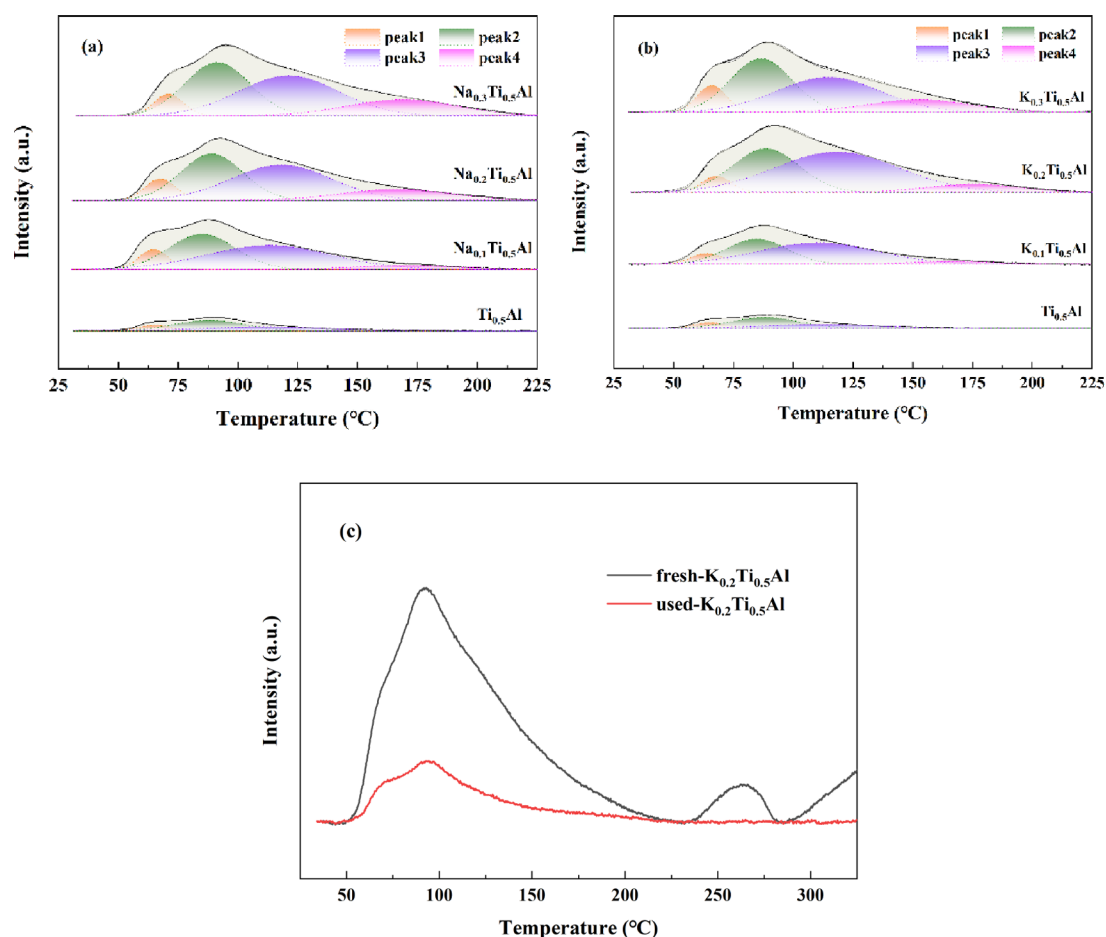 (a)
peak1 peak2
peak3 peak4
Na₀.₃Ti₀.₅Al
Na₀.₂Ti₀.₅Al
Na₀.₁Ti₀.₅Al
Ti₀.₅Al
Intensity (a.u.)
25 50 75 100 125 150 175 200 225
Temperature (°C)
(b)
peak1 peak2
peak3 peak4
K₀.₃Ti₀.₅Al
K₀.₂Ti₀.₅Al
K₀.₁Ti₀.₅Al
Ti₀.₅Al
Intensity (a.u.)
25 50 75 100 125 150 175 200 225
Temperature (°C)
(c)
fresh-K₀.₂Ti₀.₅Al
used-K₀.₂Ti₀.₅Al
Intensity (a.u.)
50 100 150 200 250 300
Temperature (°C)